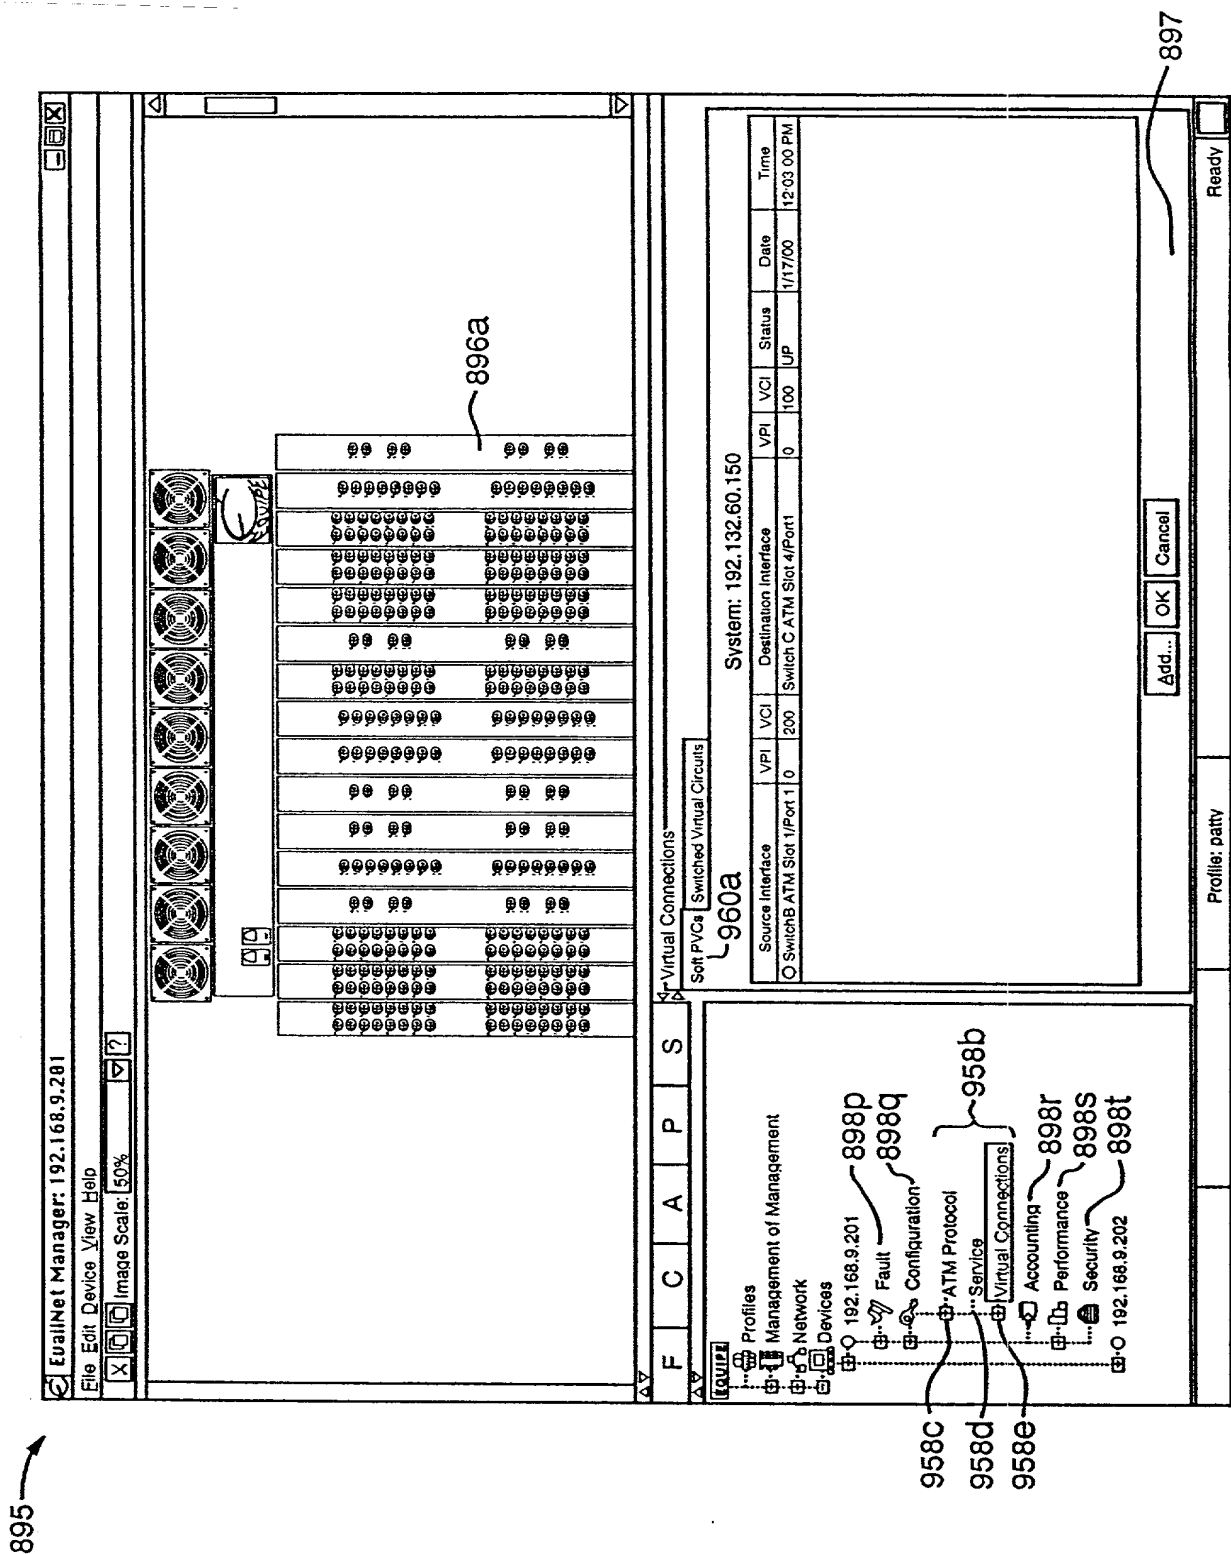 895
EvaliNet Manager: 192.168.9.201
File Edit Device View Help
Image Scale: 50% ?
EQUIPE
896a
F C A P S
EQUIPE
Profiles
Management of Management
Network
Devices
192.168.9.201
Fault
898p
Configuration
898q
ATM Protocol
958c
Service
958d
Virtual Connections
958e
958b
Accounting
898r
Performance
898s
Security
898t
192.168.9.202
Virtual Connections
Soft PVCs Switched Virtual Circuits
960a
System: 192.132.60.150
Source Interface VPI VCI Destination Interface VPI VCI Status Date Time
SwitchB ATM Slot 1/Port 1 0 200 Switch C ATM Slot 4/Port1 0 100 UP 1/17/00 12:03 00 PM
Add... OK Cancel
897
Profile: patty
Ready